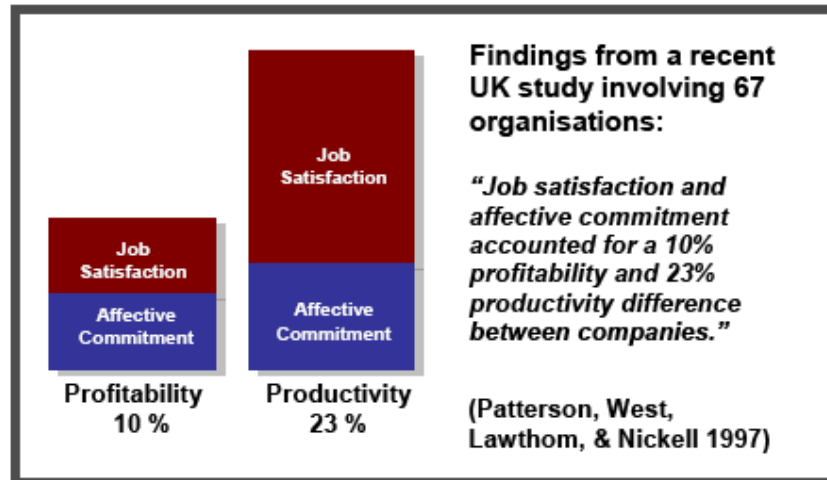 Job
Satisfaction
Affective
Commitment
Profitability
10 %
Job
Satisfaction
Affective
Commitment
Productivity
23 %
Findings from a recent
UK study involving 67
organisations:
“Job satisfaction and
affective commitment
accounted for a 10%
profitability and 23%
productivity difference
between companies.”
(Patterson, West,
Lawthom, & Nickell 1997)